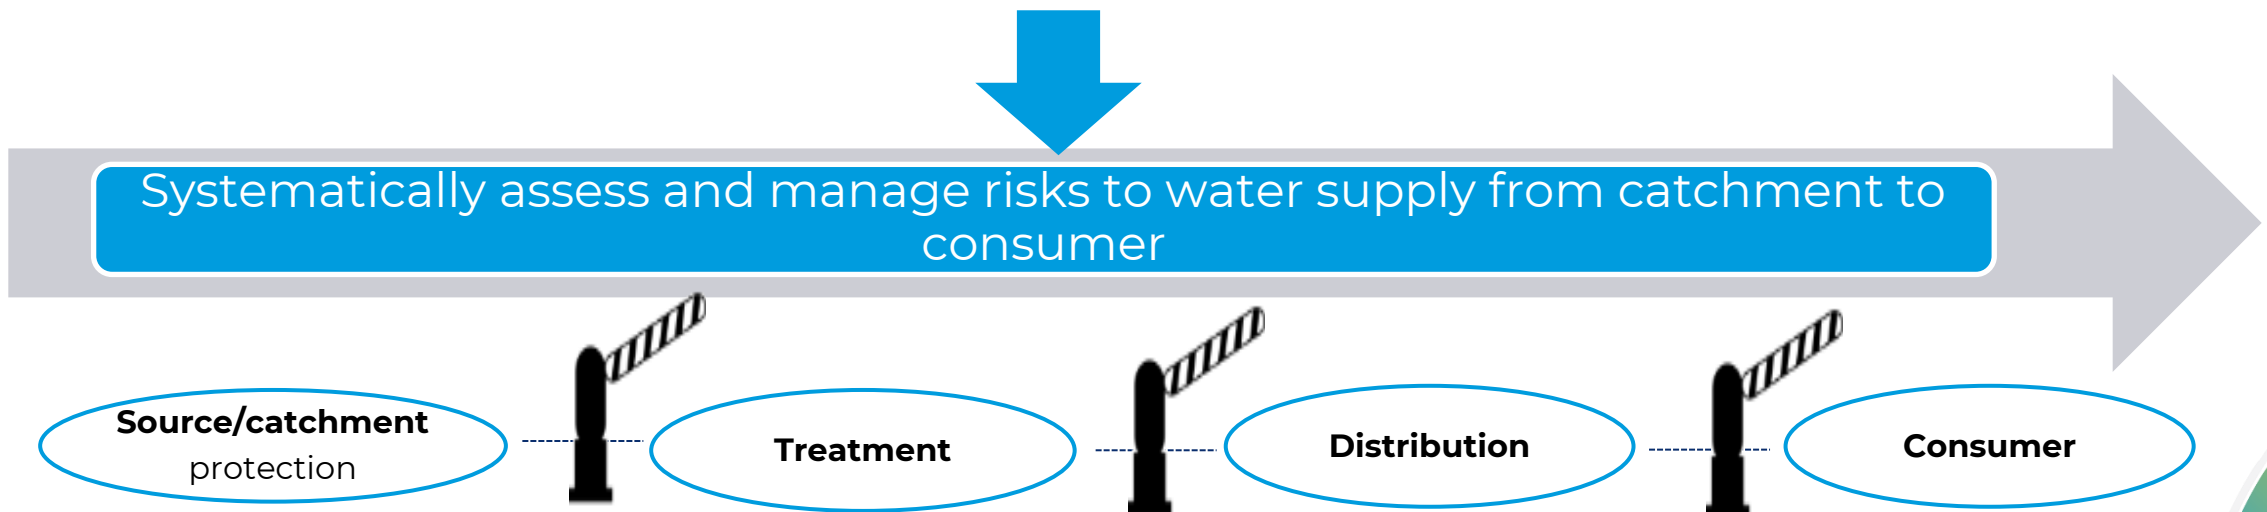 Systematically assess and manage risks to water supply from catchment to
consumer
Source/catchment
protection
Treatment
Distribution
Consumer